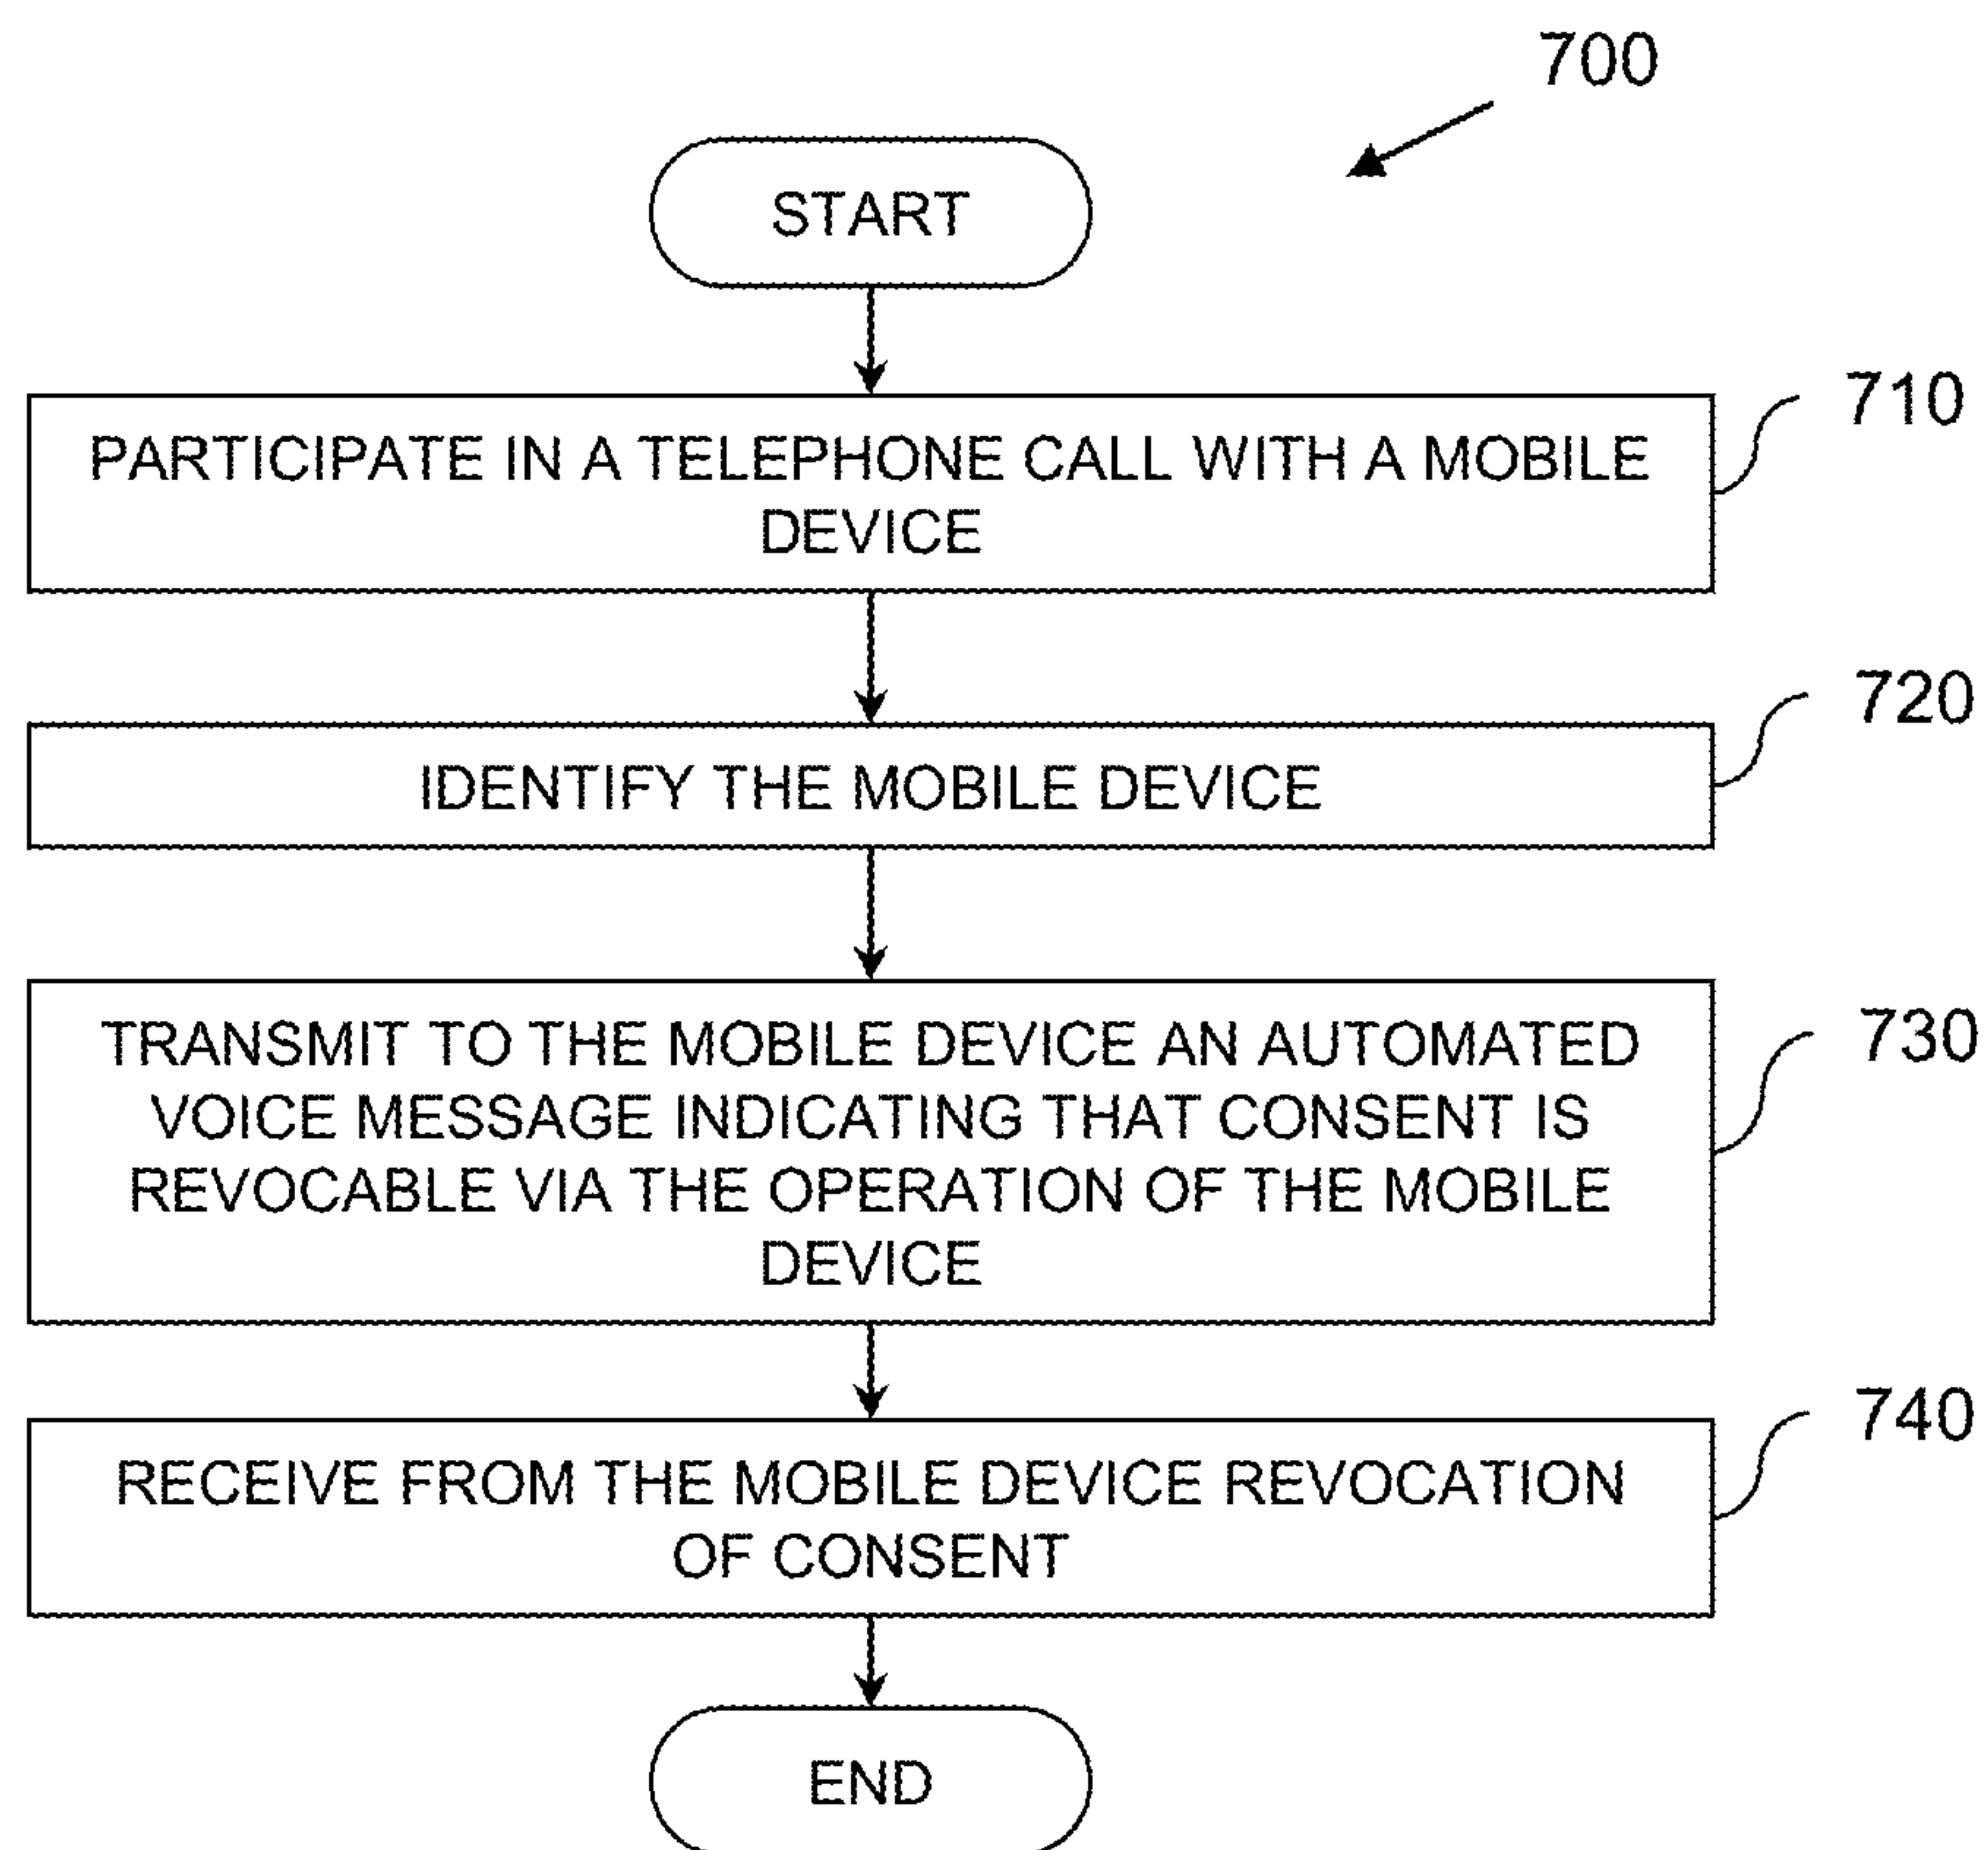 700
START
PARTICIPATE IN A TELEPHONE CALL WITH A MOBILE
DEVICE
710
IDENTIFY THE MOBILE DEVICE
720
TRANSMIT TO THE MOBILE DEVICE AN AUTOMATED
VOICE MESSAGE INDICATING THAT CONSENT IS
REVOCABLE VIA THE OPERATION OF THE MOBILE
DEVICE
730
RECEIVE FROM THE MOBILE DEVICE REVOCATION
OF CONSENT
740
END